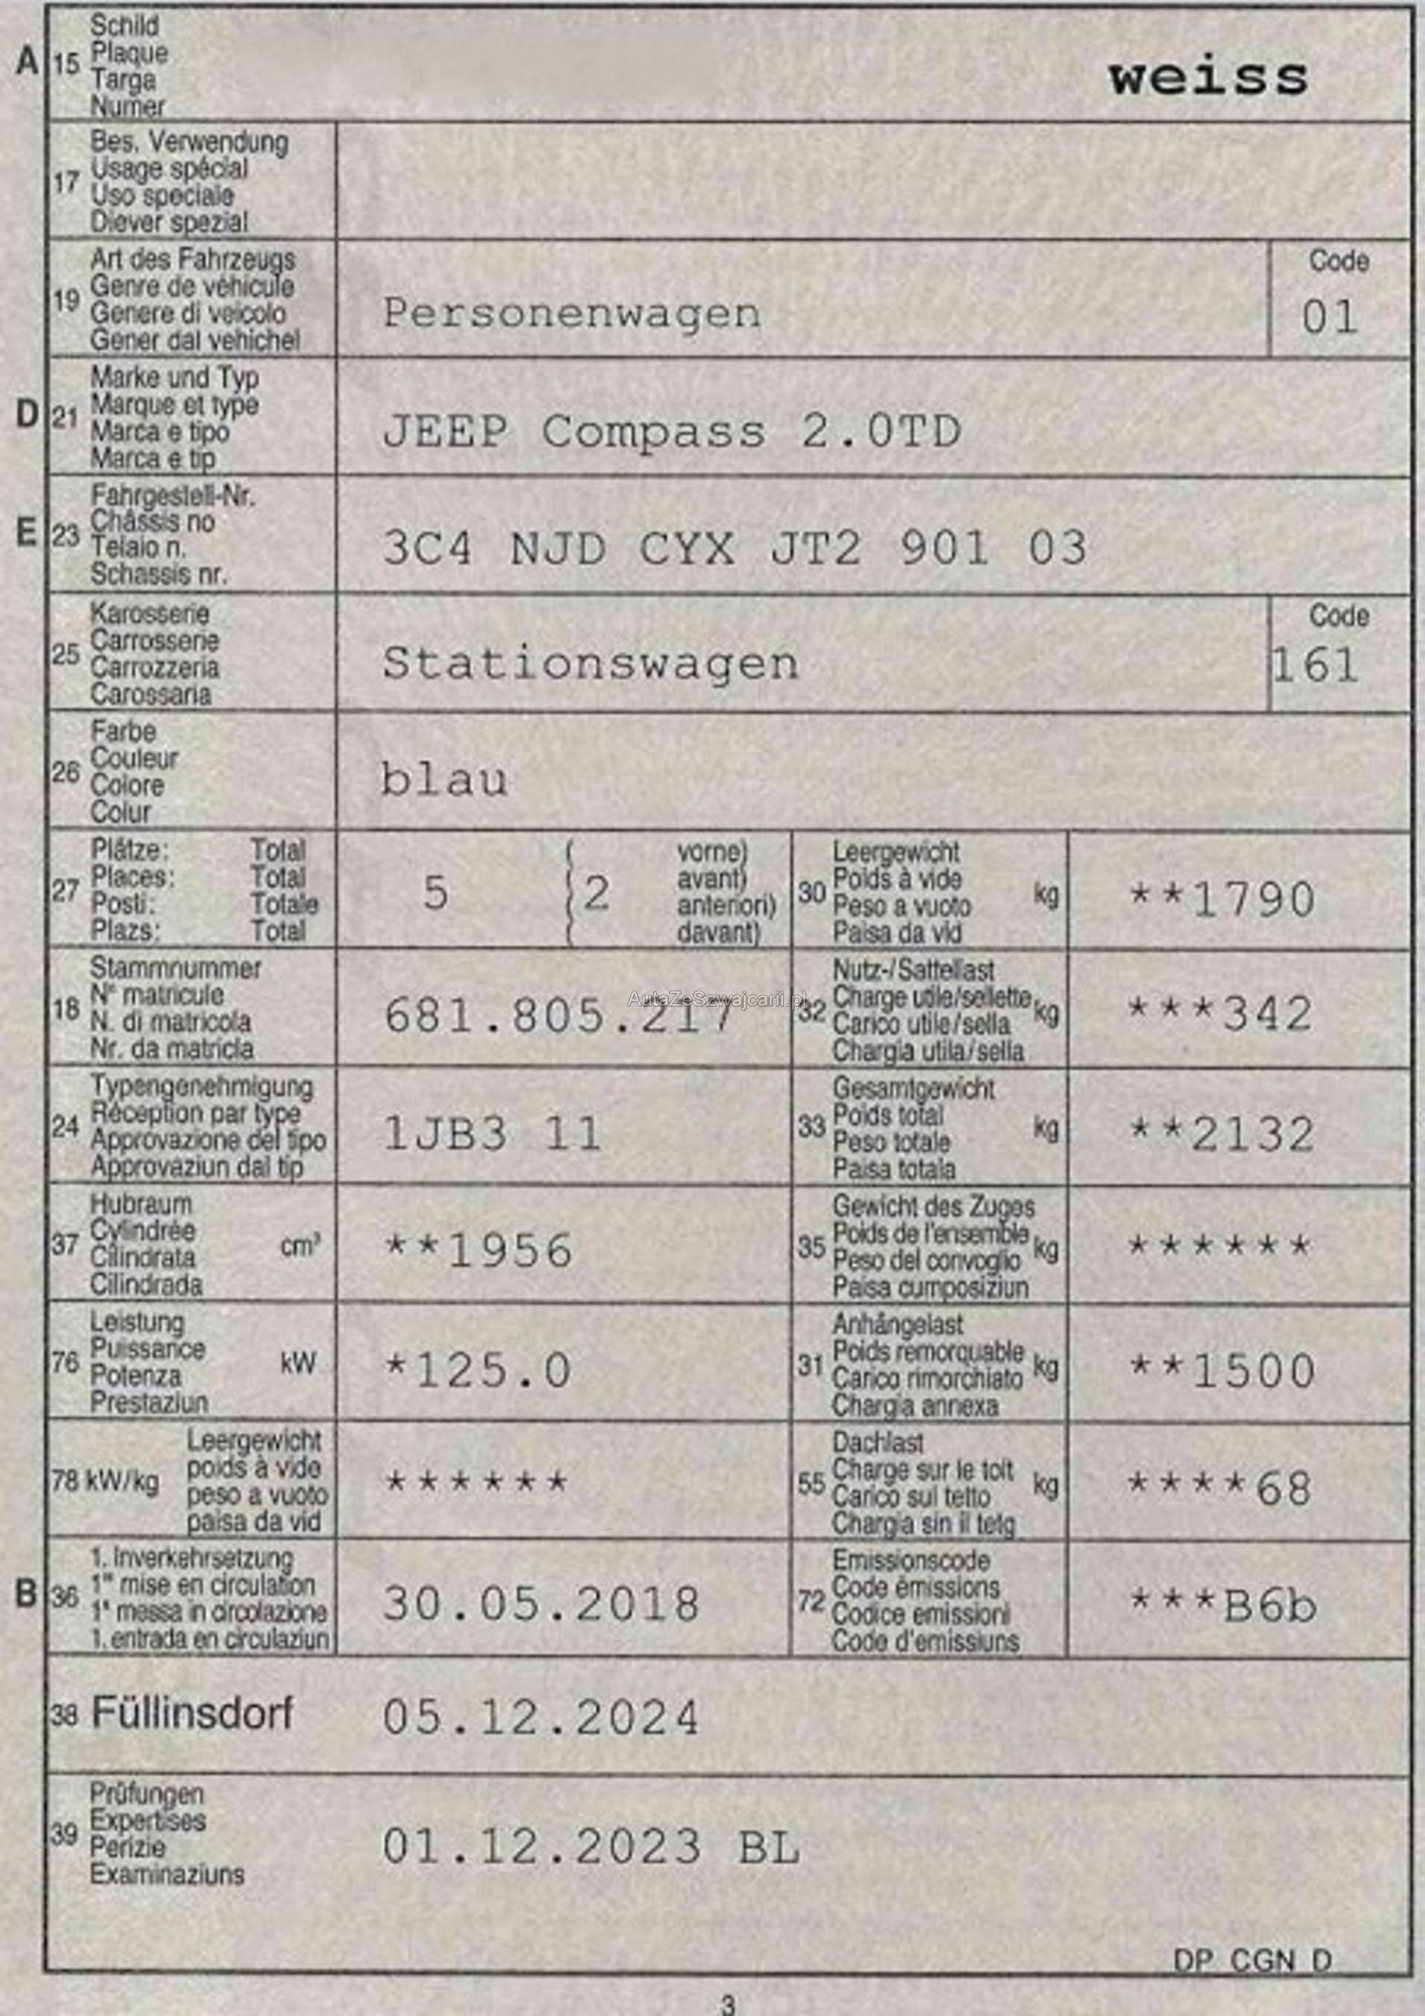 A 15 Schild
Plaque
Targa
Numer
weiss
17 Bes. Verwendung
Usage spécial
Uso speciale
Diever spezial
19 Art des Fahrzeugs
Genre de véhicule
Genere di veicolo
Gener dal vehichel
Personenwagen
Code
01
D 21 Marke und Typ
Marque et type
Marca e tipo
Marca e tip
JEEP Compass 2.0TD
E 23 Fahrgestell-Nr.
Châssis no
Telaio n.
Schassis nr.
3C4 NJD CYX JT2 901 03
25 Karosserie
Carrosserie
Carrozzeria
Carossaria
Stationswagen
Code
161
26 Farbe
Couleur
Colore
Colur
blau
27 Plätze: Total
Places: Total
Posti: Totale
Plazs: Total
5 ( 2 vorne)
avant)
anteriori)
davant)
30 Leergewicht
Poids à vide
Peso a vuoto
Paisa da vid
kg
**1790
18 Stammnummer
N° matricule
N. di matricola
Nr. da matricla
681.805.217
AutaZeSzwajcarii.pl
32 Nutz-/Sattellast
Charge utile/sellette
Carico utile/sella
Chargia utila/sella
kg
***342
24 Typengenehmigung
Réception par type
Approvazione del tipo
Approvaziun dal tip
1JB3 11
33 Gesamtgewicht
Poids total
Peso totale
Paisa totala
kg
**2132
37 Hubraum
Cylindrée
Cilindrata
Cilindrada
cm³
**1956
35 Gewicht des Zuges
Poids de l'ensemble
Peso del convoglio
Paisa cumposiziun
kg
******
76 Leistung
Puissance
Potenza
Prestaziun
kW
*125.0
31 Anhängelast
Poids remorquable
Carico rimorchiato
Chargia annexa
kg
**1500
78 kW/kg Leergewicht
poids à vide
peso a vuoto
paisa da vid
******
55 Dachlast
Charge sur le toit
Carico sul tetto
Chargia sin il tetg
kg
****68
B 36 1. Inverkehrsetzung
1re mise en circulation
1a messa in circolazione
1. entrada en circulaziun
30.05.2018
72 Emissionscode
Code émissions
Codice emissioni
Code d'emissiuns
***B6b
38 Füllinsdorf 05.12.2024
39 Prüfungen
Expertises
Perizie
Examinaziuns
01.12.2023 BL
DP CGN D
3